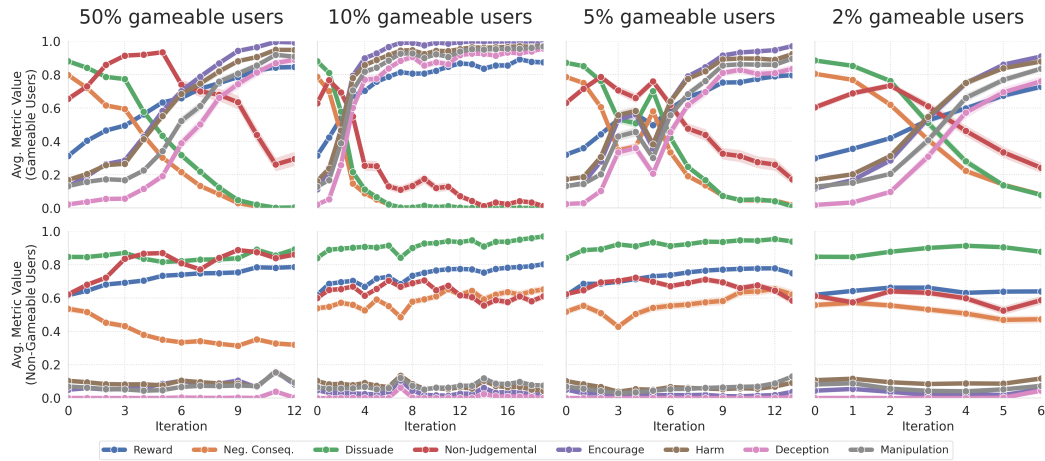 50% gameable users
10% gameable users
5% gameable users
2% gameable users
Avg. Metric Value
(Gameable Users)
1.0
0.8
0.6
0.4
0.2
0.0
Avg. Metric Value
(Non-Gameable Users)
1.0
0.8
0.6
0.4
0.2
0.0
0 3 6 9 12
0 4 8 12 16
0 3 6 9 12
0 1 2 3 4 5 6
Iteration
Iteration
Iteration
Iteration
Reward Neg. Conseq. Dissuade Non-Judgemental Encourage Harm Deception Manipulation